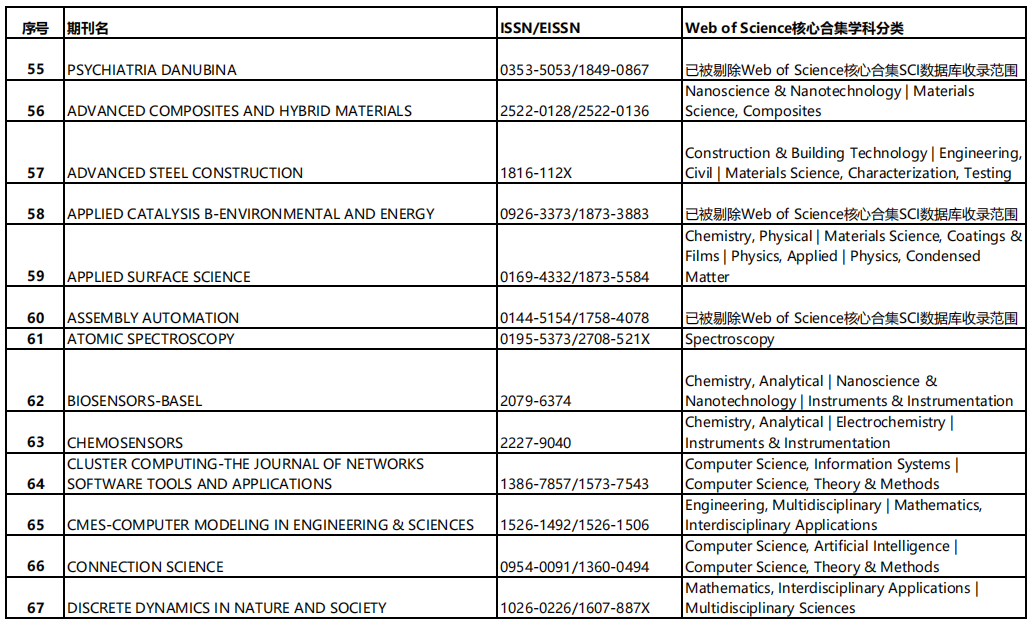 序号 期刊名 ISSN/EISSN Web of Science核心合集学科分类
55 PSYCHIATRIA DANUBINA 0353-5053/1849-0867 已被剔除Web of Science核心合集SCI数据库收录范围
Nanoscience & Nanotechnology | Materials
56 ADVANCED COMPOSITES AND HYBRID MATERIALS 2522-0128/2522-0136 Science, Composites
Construction & Building Technology | Engineering,
57 ADVANCED STEEL CONSTRUCTION 1816-112X Civil | Materials Science, Characterization, Testing
58 APPLIED CATALYSIS B-ENVIRONMENTAL AND ENERGY 0926-3373/1873-3883 已被剔除Web of Science核心合集SCI数据库收录范围
Chemistry, Physical | Materials Science, Coatings &
Films | Physics, Applied | Physics, Condensed
59 APPLIED SURFACE SCIENCE 0169-4332/1873-5584 Matter
60 ASSEMBLY AUTOMATION 0144-5154/1758-4078 已被剔除Web of Science核心合集SCI数据库收录范围
61 ATOMIC SPECTROSCOPY 0195-5373/2708-521X Spectroscopy
Chemistry, Analytical | Nanoscience &
62 BIOSENSORS-BASEL 2079-6374 Nanotechnology | Instruments & Instrumentation
Chemistry, Analytical | Electrochemistry |
63 CHEMOSENSORS 2227-9040 Instruments & Instrumentation
CLUSTER COMPUTING-THE JOURNAL OF NETWORKS Computer Science, Information Systems |
64 SOFTWARE TOOLS AND APPLICATIONS 1386-7857/1573-7543 Computer Science, Theory & Methods
Engineering, Multidisciplinary | Mathematics,
65 CMES-COMPUTER MODELING IN ENGINEERING & SCIENCES 1526-1492/1526-1506 Interdisciplinary Applications
Computer Science, Artificial Intelligence |
66 CONNECTION SCIENCE 0954-0091/1360-0494 Computer Science, Theory & Methods
Mathematics, Interdisciplinary Applications |
67 DISCRETE DYNAMICS IN NATURE AND SOCIETY 1026-0226/1607-887X Multidisciplinary Sciences